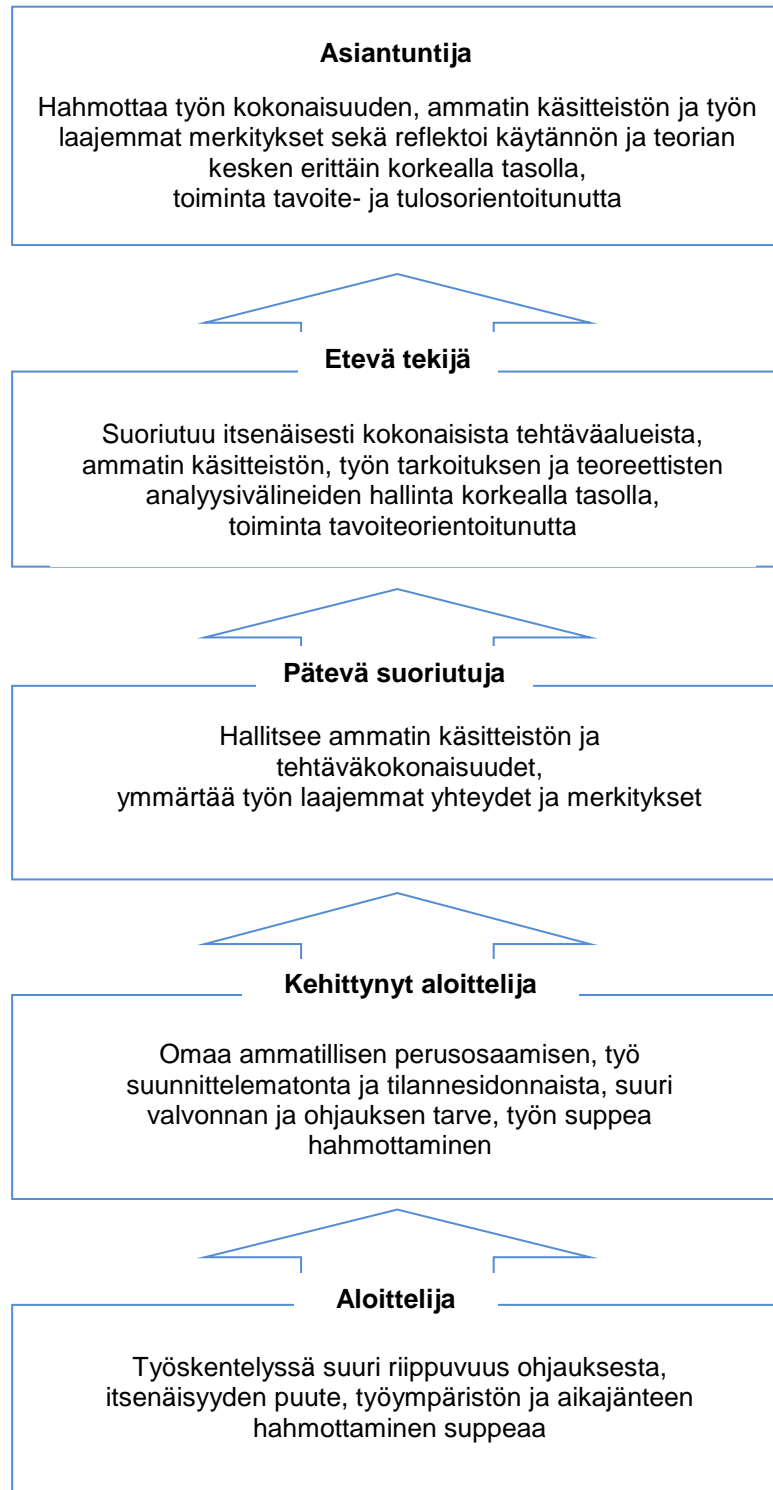 Asiantuntija
Hahmottaa työn kokonaisuuden, ammatin käsitteistön ja työn
laajemmat merkitykset sekä reflektoi käytännön ja teorian
kesken erittäin korkealla tasolla,
toiminta tavoite- ja tulosorientoitunutta
Etevä tekijä
Suoriutuu itsenäisesti kokonaisista tehtäväalueista,
ammatin käsitteistön, työn tarkoituksen ja teoreettisten
analyysivälineiden hallinta korkealla tasolla,
toiminta tavoiteorientoitunutta
Pätevä suoriutuja
Hallitsee ammatin käsitteistön ja
tehtäväkokonaisuudet,
ymmärtää työn laajemmat yhteydet ja merkitykset
Kehittynyt aloittelija
Omaa ammatillisen perusosaamisen, työ
suunnittelematonta ja tilannesidonnaista, suuri
valvonnan ja ohjauksen tarve, työn suppea
hahmottaminen
Aloittelija
Työskentelyssä suuri riippuvuus ohjauksesta,
itsenäisyyden puute, työympäristön ja aikajänteen
hahmottaminen suppeaa